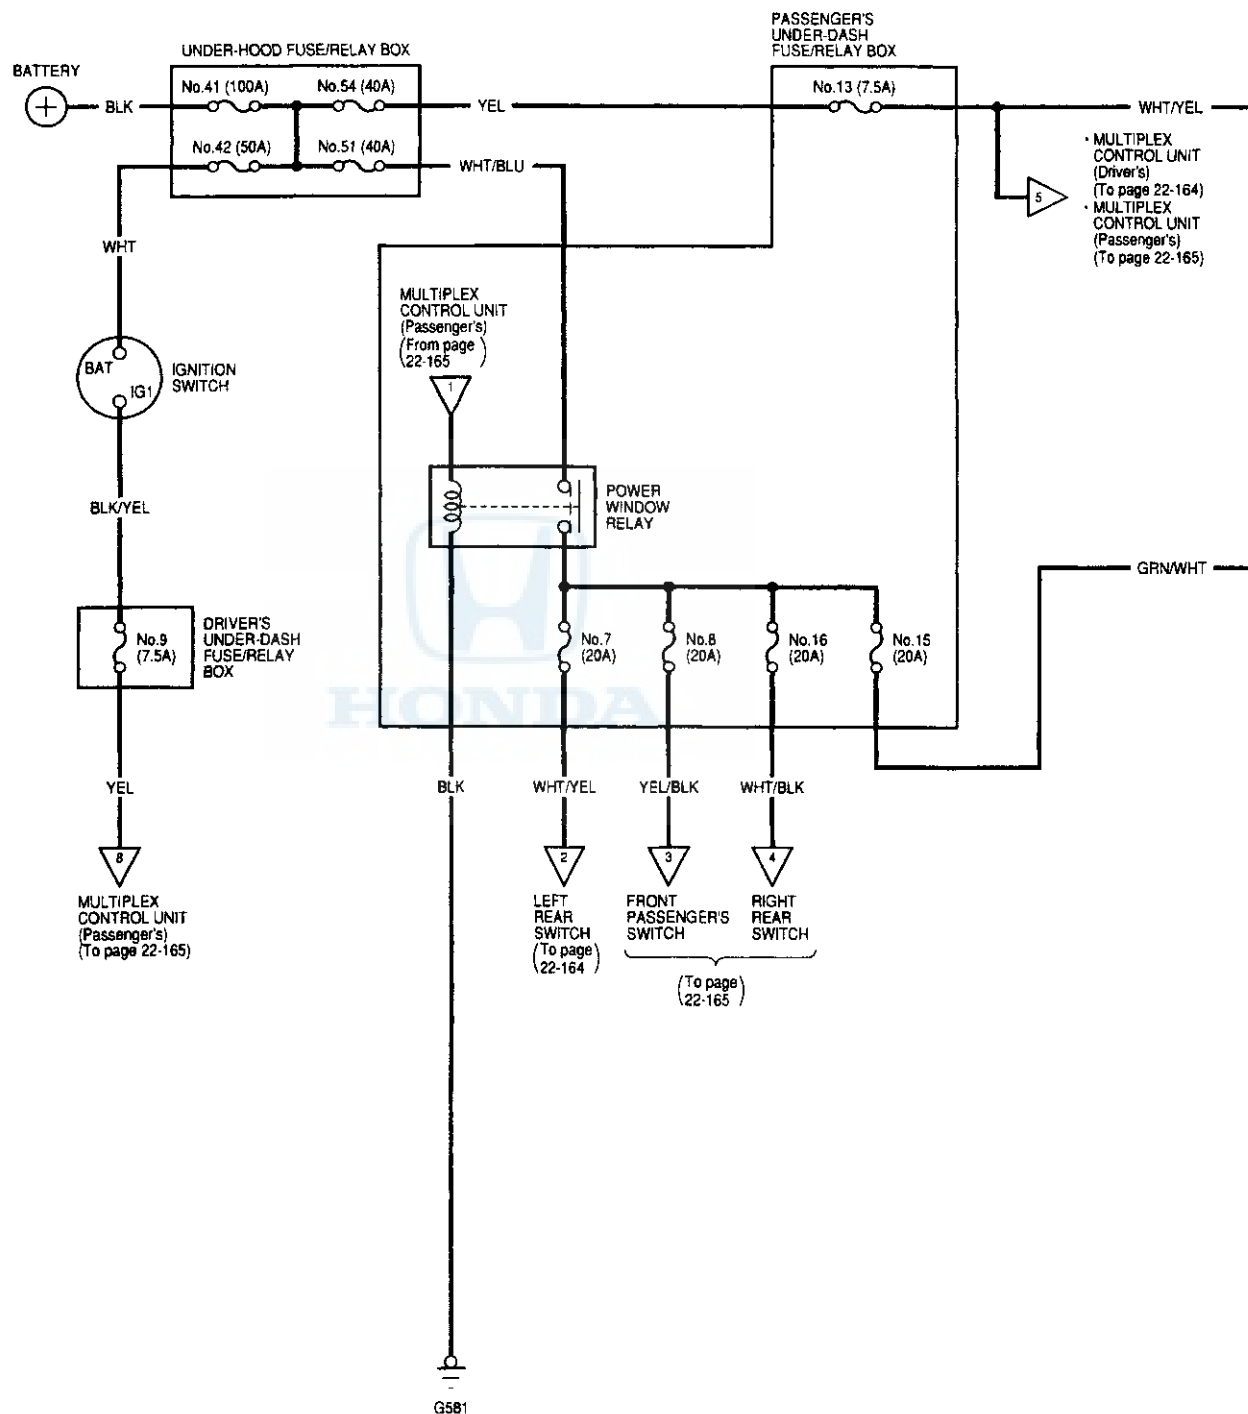 PASSENGER'S
UNDER-DASH
FUSE/RELAY BOX
UNDER-HOOD FUSE/RELAY BOX
BATTERY
+
BLK
No.41 (100A)
No.54 (40A)
YEL
No.13 (7.5A)
WHT/YEL
No.42 (50A)
No.51 (40A)
WHT/BLU
· MULTIPLEX
CONTROL UNIT
(Driver's)
(To page 22-164)
· MULTIPLEX
CONTROL UNIT
(Passenger's)
(To page 22-165)
5
WHT
MULTIPLEX
CONTROL UNIT
(Passenger's)
(From page
22-165)
1
BAT
IG1
IGNITION
SWITCH
BLK/YEL
POWER
WINDOW
RELAY
GRN/WHT
No.9
(7.5A)
DRIVER'S
UNDER-DASH
FUSE/RELAY
BOX
No.7
(20A)
No.8
(20A)
No.16
(20A)
No.15
(20A)
HONDA
YEL
BLK
WHT/YEL
YEL/BLK
WHT/BLK
8
2
3
4
MULTIPLEX
CONTROL UNIT
(Passenger's)
(To page 22-165)
LEFT
REAR
SWITCH
(To page
22-164)
FRONT
PASSENGER'S
SWITCH
RIGHT
REAR
SWITCH
(To page
22-165)
G581